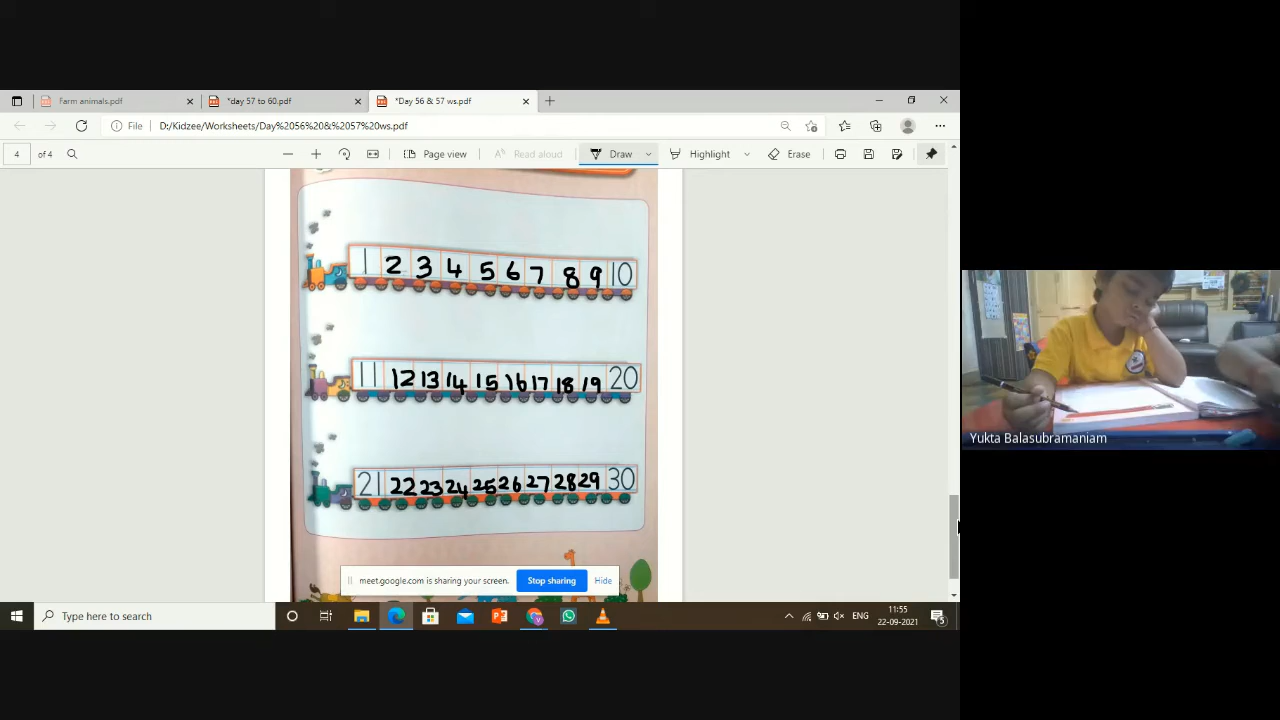 Farm animals.pdf
*day 57 to 60.pdf
*Day 56 & 57 ws.pdf
File D:/Kidzee/Worksheets/Day%2056%20&%2057%20ws.pdf
4 of 4 Page view Read aloud Draw Highlight Erase
1 2 3 4 5 6 7 8 9 10
11 12 13 14 15 16 17 18 19 20
21 22 23 24 25 26 27 28 29 30
meet.google.com is sharing your screen. Stop sharing Hide
Yukta Balasubramaniam
Type here to search
ENG
11:55
22-09-2021
5